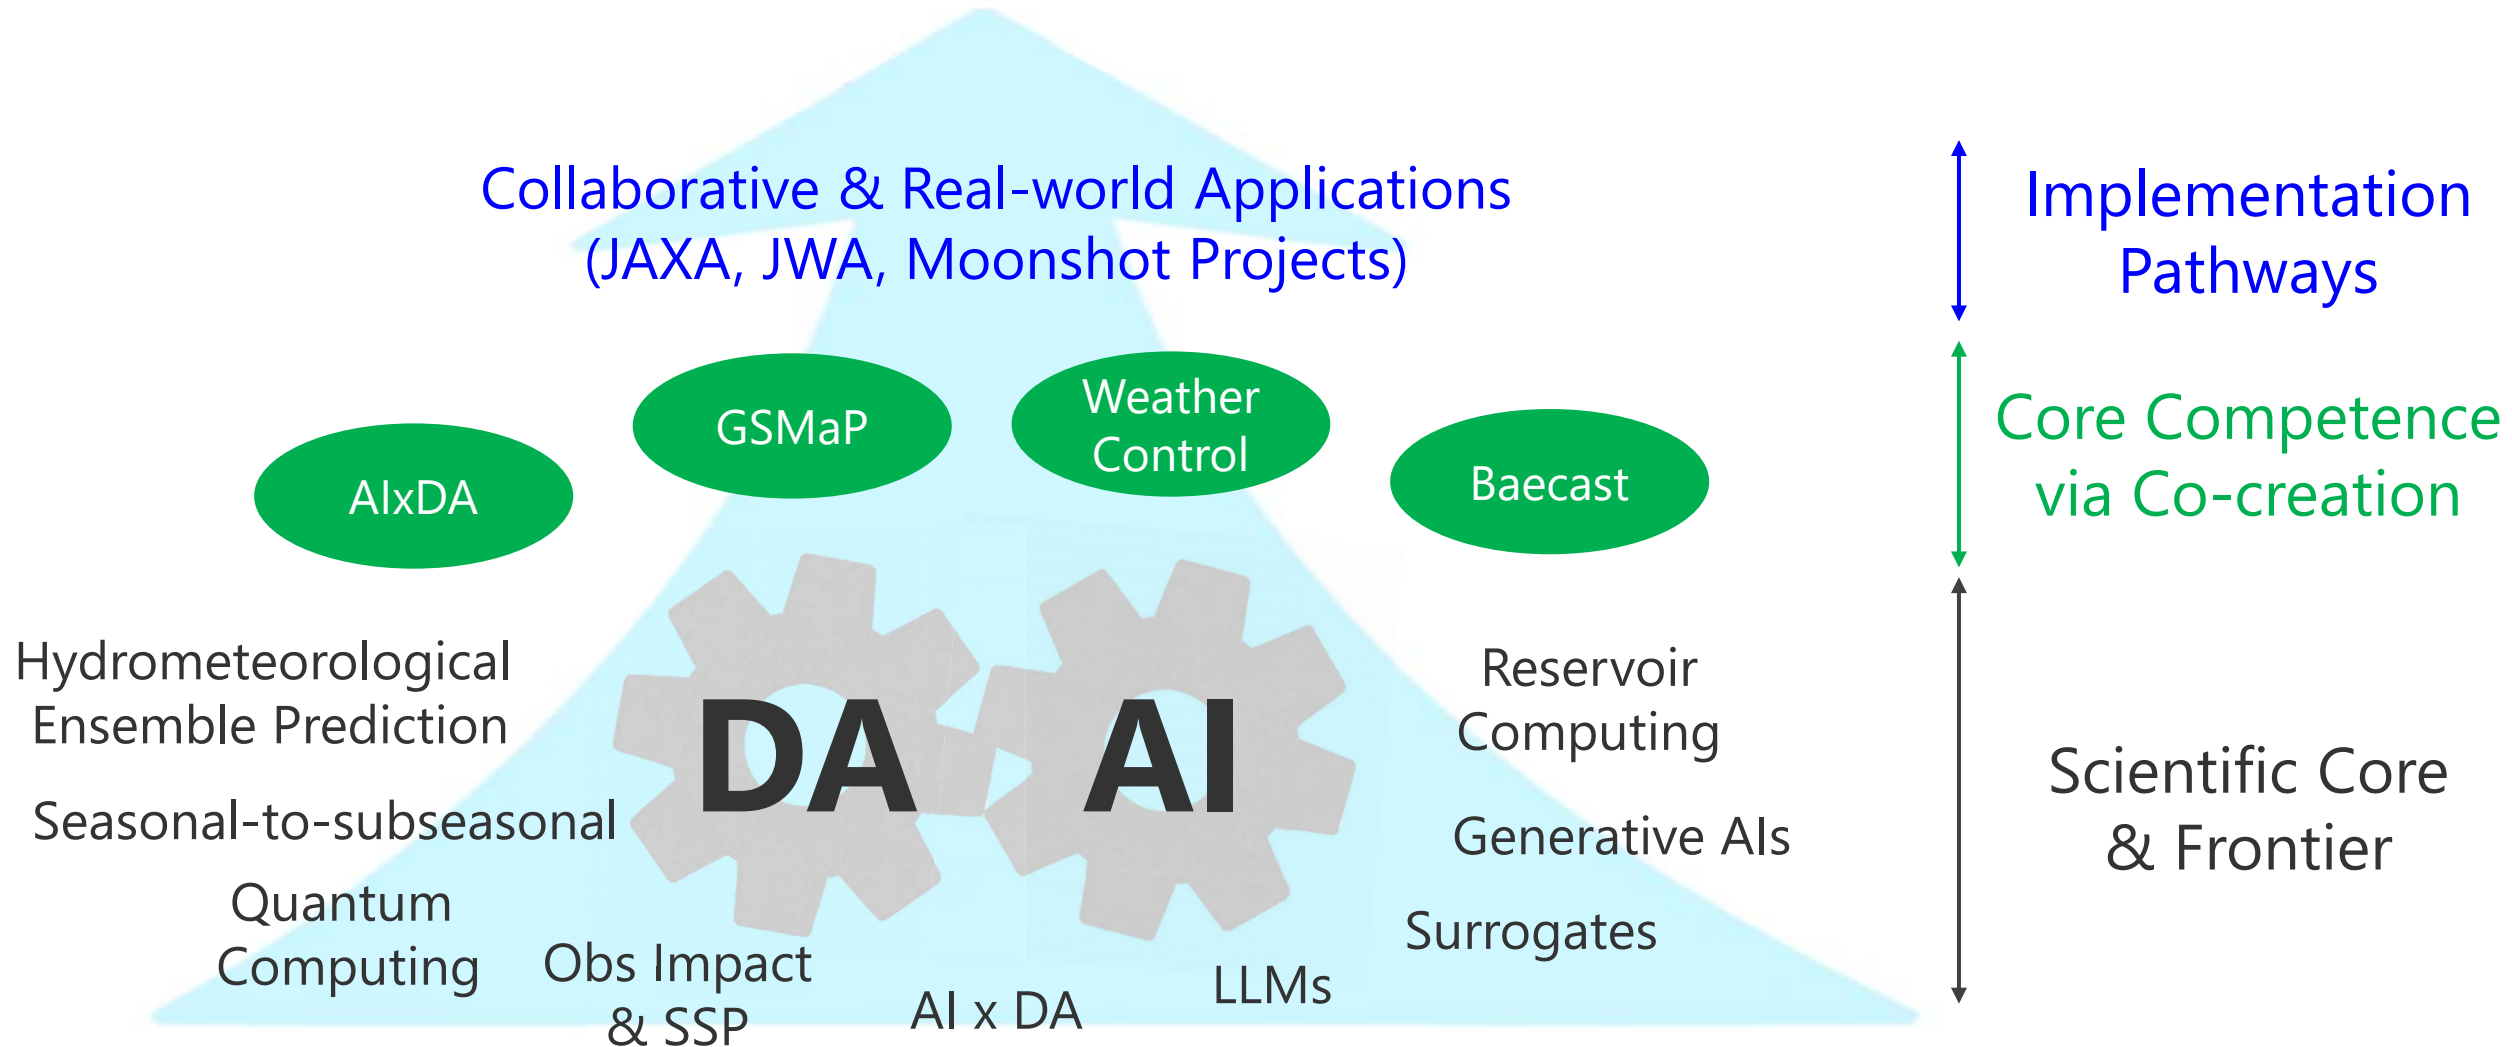 Collaborative & Real-world Applications
(JAXA, JWA, Moonshot Projects)
Implementation
Pathways
AIxDA
GSMaP
Weather
Control
Baecast
Core Competence
via Co-creation
Hydrometeorological
Ensemble Prediction
Seasonal-to-subseasonal
Quantum
Computing
Obs Impact
& SSP
DA
AI
AI x DA
LLMs
Reservoir
Computing
Generative AIs
Surrogates
Scientific Core
& Frontier